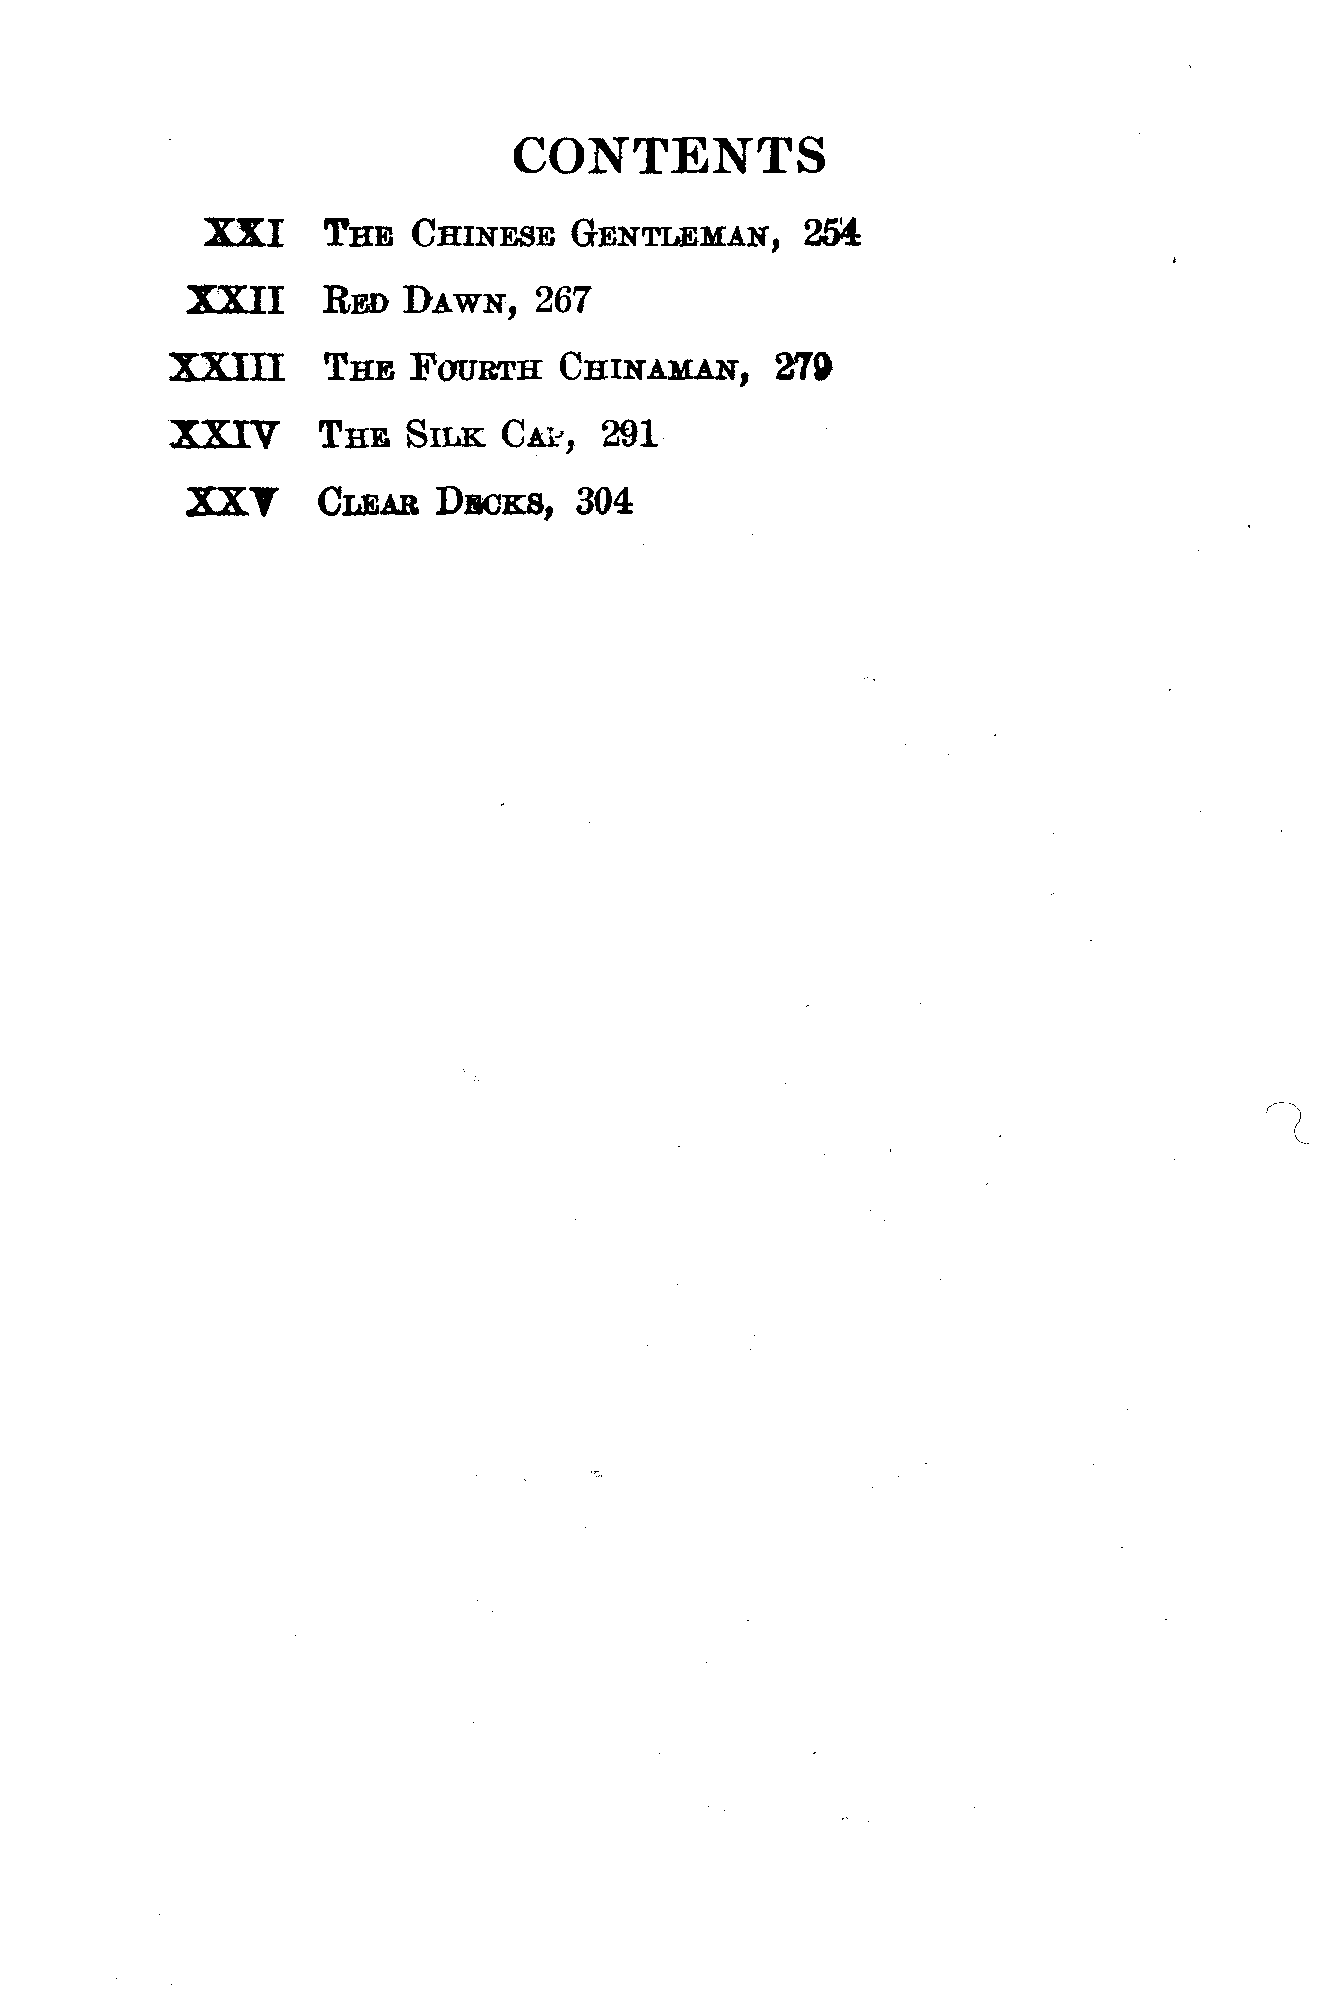 CONTENTS
XXI The Chinese Gentleman, 254
XXII Red Dawn, 267
XXIII The Fourth Chinaman, 279
XXIV The Silk Cap, 291
XXV Clear Decks, 304